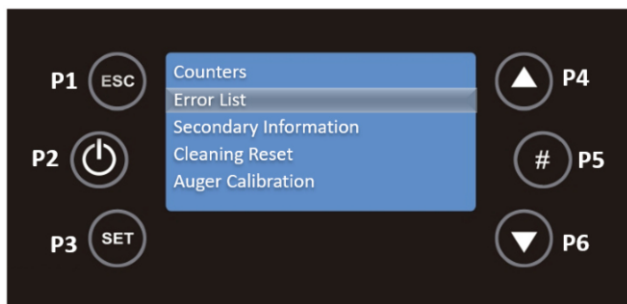 P1 ESC
P2
P3 SET
Counters
Error List
Secondary Information
Cleaning Reset
Auger Calibration
P4
# P5
P6